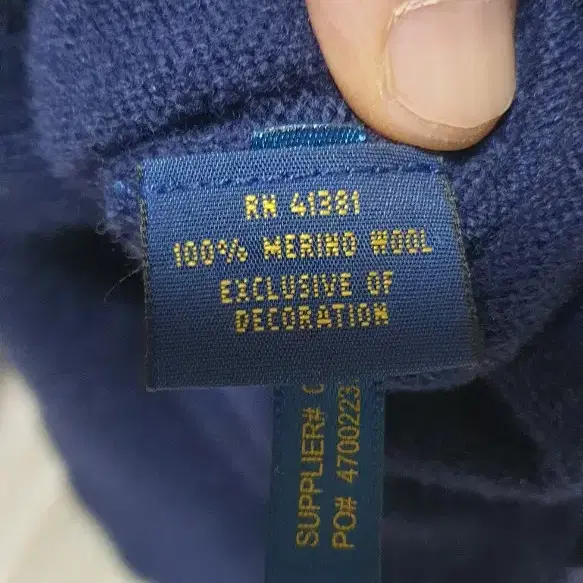 RN 41381
100% MERINO WOOL
EXCLUSIVE OF
DECORATION
SUPPLIER#
PO# 4700223